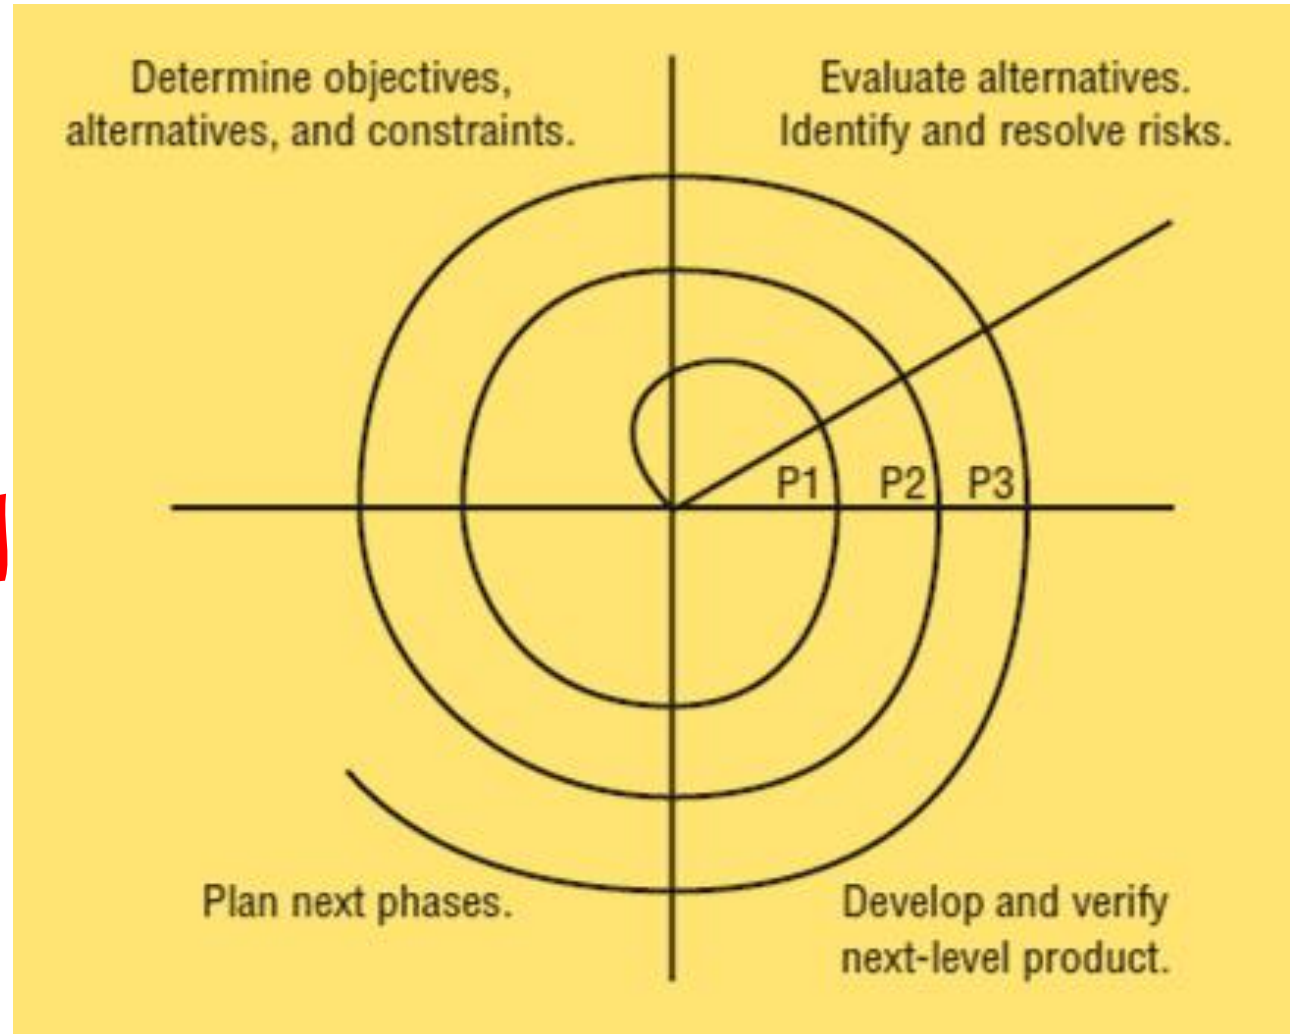 Determine objectives,
alternatives, and constraints.
Evaluate alternatives.
Identify and resolve risks.
P1
P2
P3
Plan next phases.
Develop and verify
next-level product.